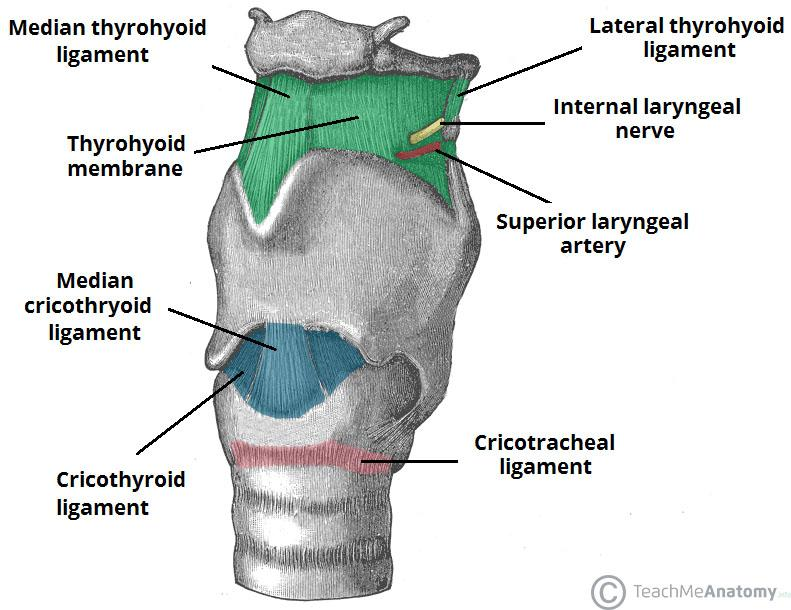 Median thyrohyoid
ligament
Lateral thyrohyoid
ligament
Internal laryngeal
nerve
Thyrohyoid
membrane
Superior laryngeal
artery
Median
cricothryoid
ligament
Cricotracheal
ligament
Cricothyroid
ligament
© TeachMeAnatomy